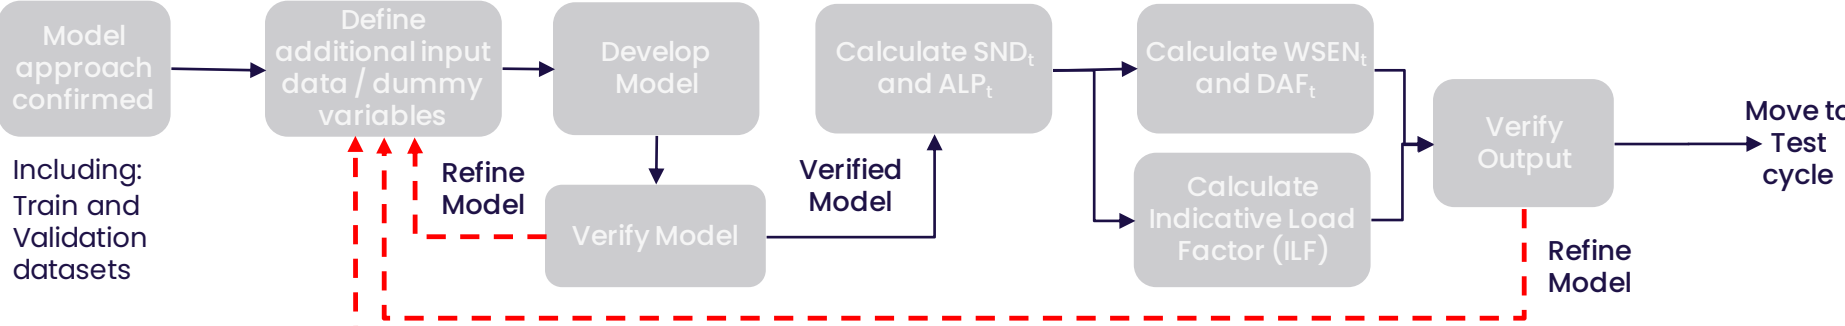 Model
approach
confirmed
Including:
Train and
Validation
datasets
Define
additional input
data / dummy
variables
Develop
Model
Refine
Model
Verify Model
Verified
Model
Calculate SNDₜ
and ALPₜ
Calculate WSENₜ
and DAFₜ
Calculate
Indicative Load
Factor (ILF)
Verify
Output
Refine
Model
Move to
Test
cycle